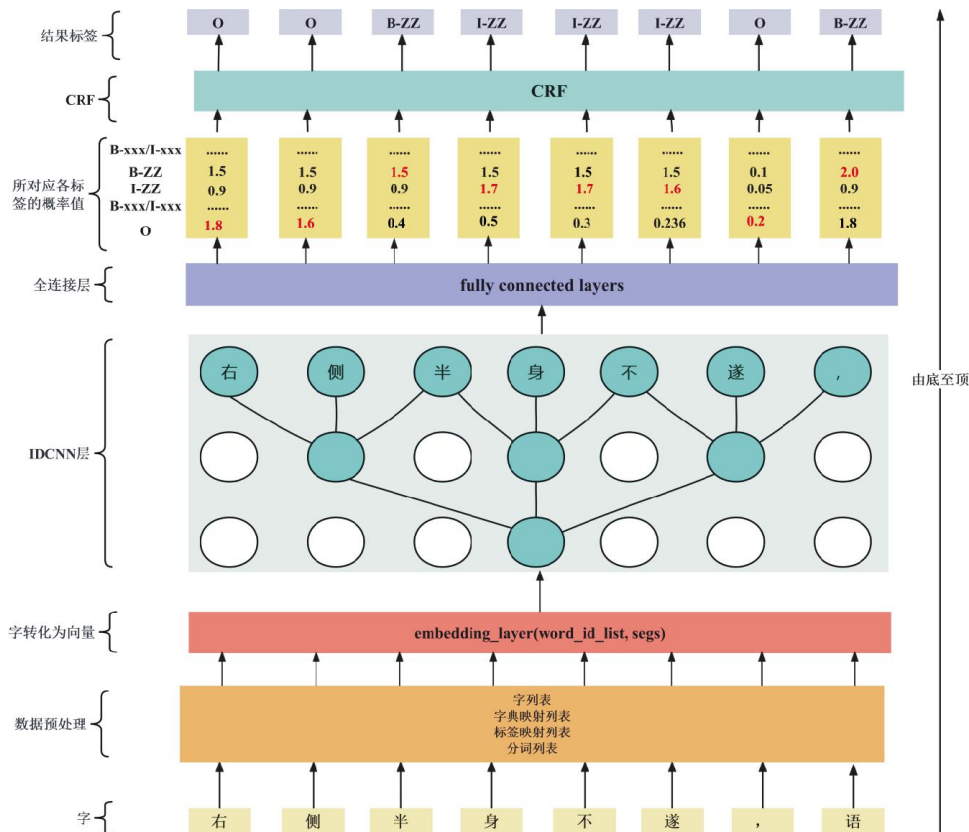 结果标签 O O B-ZZ I-ZZ I-ZZ I-ZZ O B-ZZ
CRF CRF
B-xxx/I-xxx ...... ...... ...... ...... ...... ...... ...... ......
B-ZZ 1.5 1.5 1.5 1.5 1.5 1.5 0.1 2.0
所对应各标签的概率值
I-ZZ 0.9 0.9 0.9 1.7 1.7 1.6 0.05 0.9
B-xxx/I-xxx ...... ...... ...... ...... ...... ...... ...... ......
O 1.8 1.6 0.4 0.5 0.3 0.236 0.2 1.8
全连接层 fully connected layers
右 侧 半 身 不 遂 ,
由底至顶
IDCNN层
字转化为向量 embedding_layer(word_id_list, segs)
字列表
字典映射列表
数据预处理
标签映射列表
分词列表
字 右 侧 半 身 不 遂 , 语